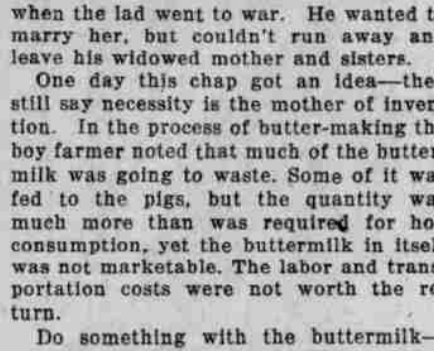 when the lad went to war. He wanted t
marry her, but couldn't run away an
leave his widowed mother and sisters.
One day this chap got an idea—the
still say necessity is the mother of inven
tion. In the process of butter-making th
boy farmer noted that much of the butter
milk was going to waste. Some of it wa
fed to the pigs, but the quantity wa
much more than was required for ho
consumption, yet the buttermilk in itsel
was not marketable. The labor and trans
portation costs were not worth the re
turn.
Do something with the buttermilk—